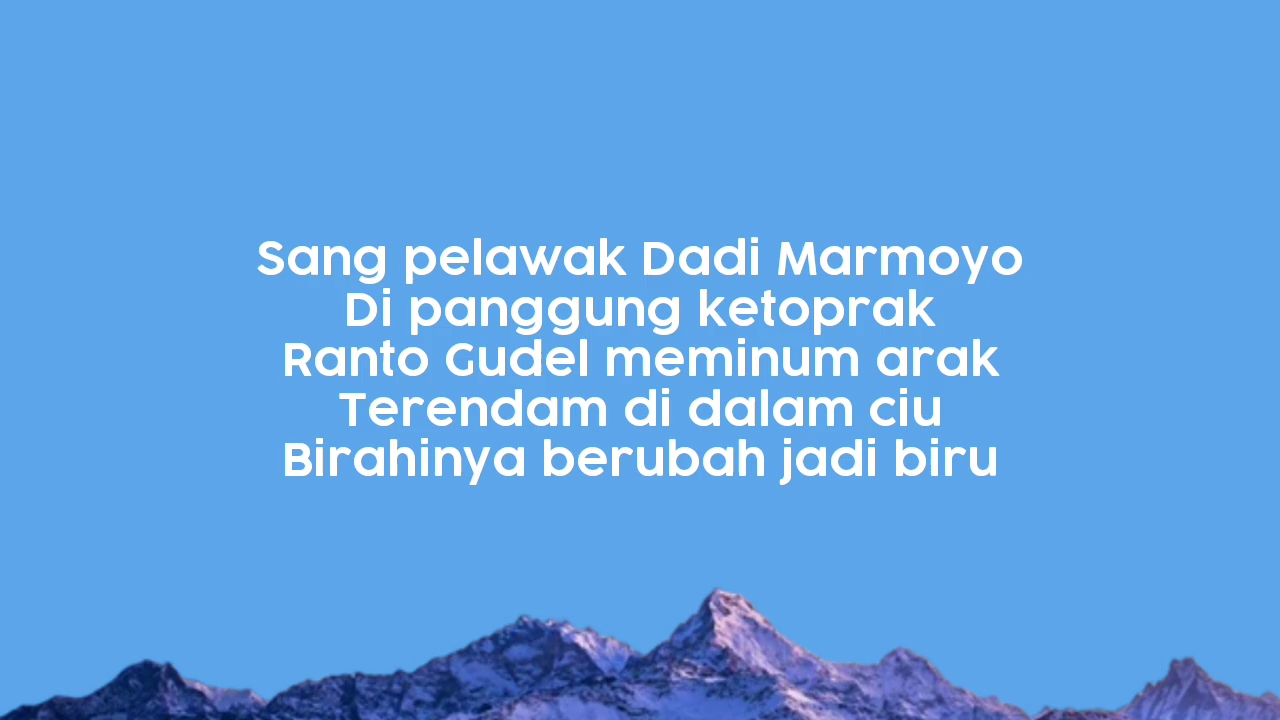 Sang pelawak Dadi Marmoyo
Di panggung ketoprak
Ranto Gudel meminum arak
Terendam di dalam ciu
Birahinya berubah jadi biru